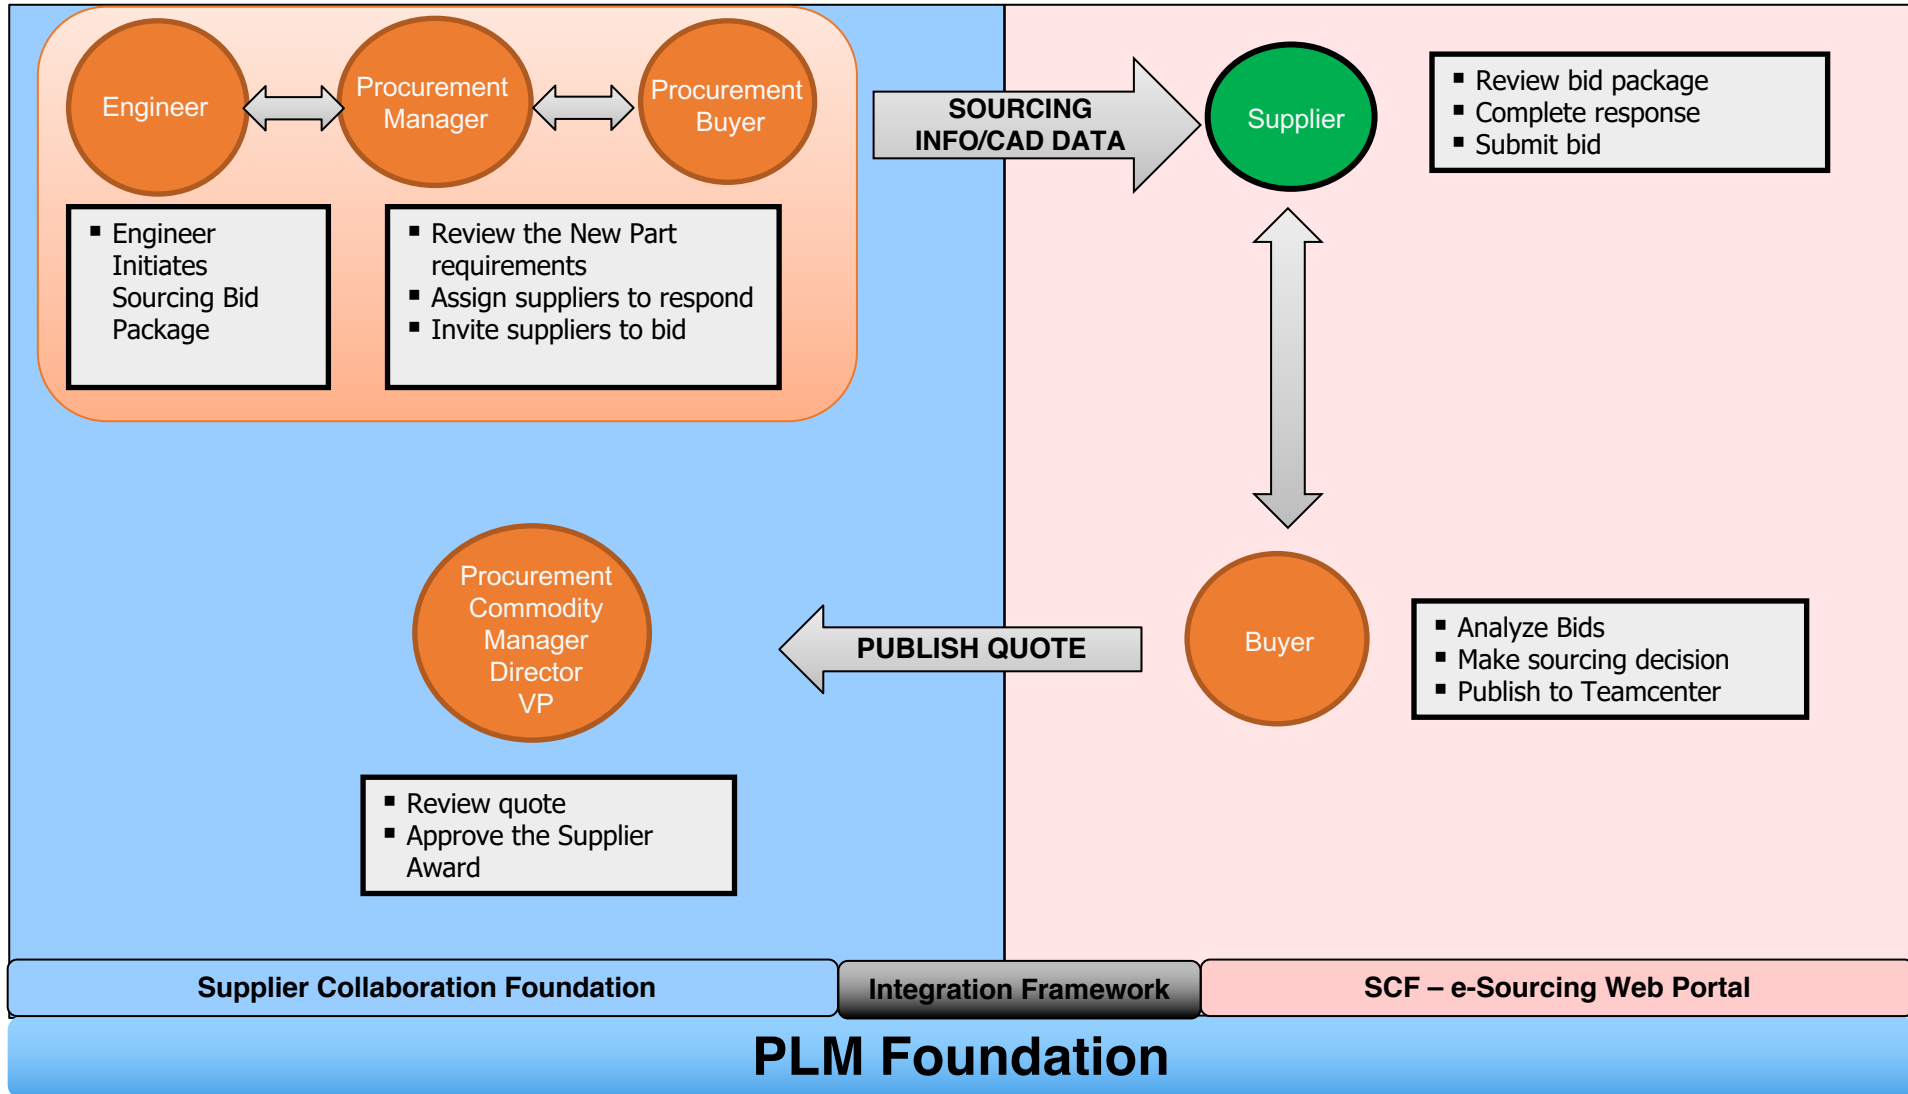 Engineer
Procurement
Manager
Procurement
Buyer
SOURCING
INFO/CAD DATA
Supplier
▪ Review bid package
▪ Complete response
▪ Submit bid
▪ Engineer
Initiates
Sourcing Bid
Package
▪ Review the New Part
requirements
▪ Assign suppliers to respond
▪ Invite suppliers to bid
Procurement
Commodity
Manager
Director
VP
PUBLISH QUOTE
Buyer
▪ Analyze Bids
▪ Make sourcing decision
▪ Publish to Teamcenter
▪ Review quote
▪ Approve the Supplier
Award
Supplier Collaboration Foundation
Integration Framework
SCF – e-Sourcing Web Portal
PLM Foundation